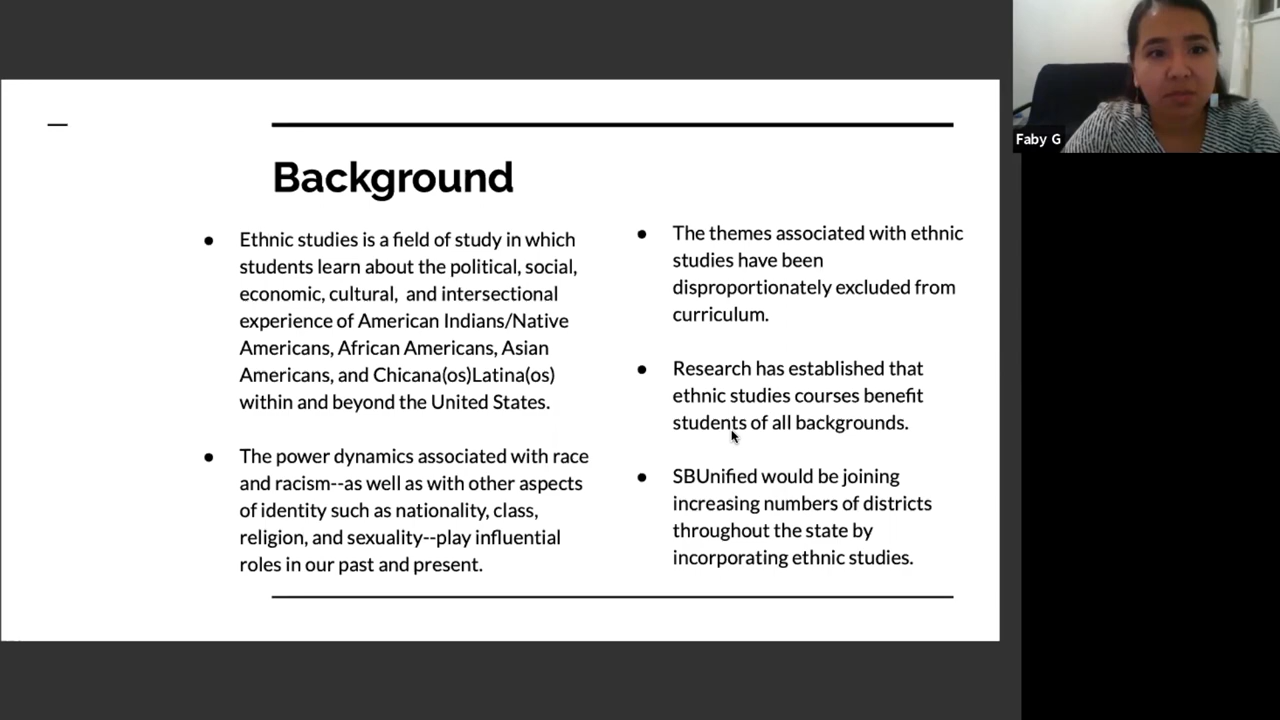 Background
● Ethnic studies is a field of study in which
students learn about the political, social,
economic, cultural,  and intersectional
experience of American Indians/Native
Americans, African Americans, Asian
Americans, and Chicana(os)Latina(os)
within and beyond the United States.
● The power dynamics associated with race
and racism--as well as with other aspects
of identity such as nationality, class,
religion, and sexuality--play influential
roles in our past and present.
● The themes associated with ethnic
studies have been
disproportionately excluded from
curriculum.
● Research has established that
ethnic studies courses benefit
students of all backgrounds.
● SBUnified would be joining
increasing numbers of districts
throughout the state by
incorporating ethnic studies.
Faby G